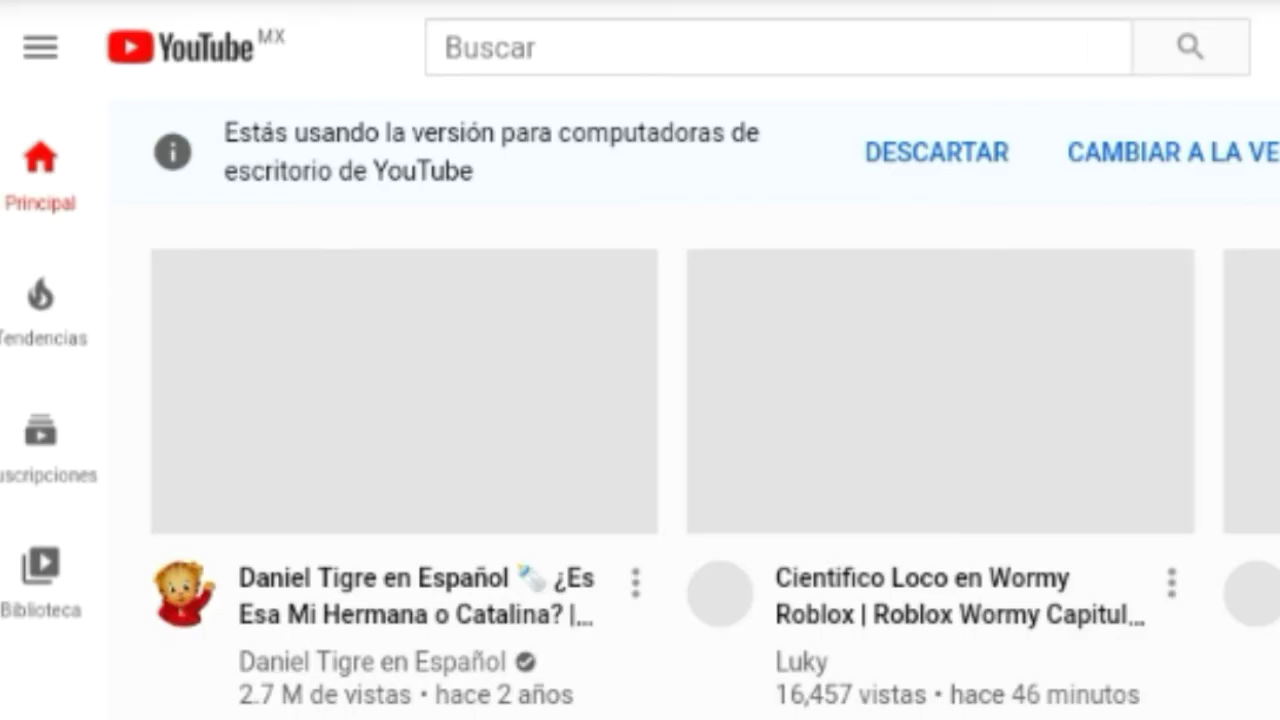 YouTube MX
Buscar
Estás usando la versión para computadoras de
escritorio de YouTube
DESCARTAR
CAMBIAR A LA VE
Principal
Tendencias
uscripciones
Biblioteca
Daniel Tigre en Español 🍼 ¿Es
Esa Mi Hermana o Catalina? |...
Daniel Tigre en Español
2.7 M de vistas • hace 2 años
Cientifico Loco en Wormy
Roblox | Roblox Wormy Capitul...
Luky
16,457 vistas • hace 46 minutos